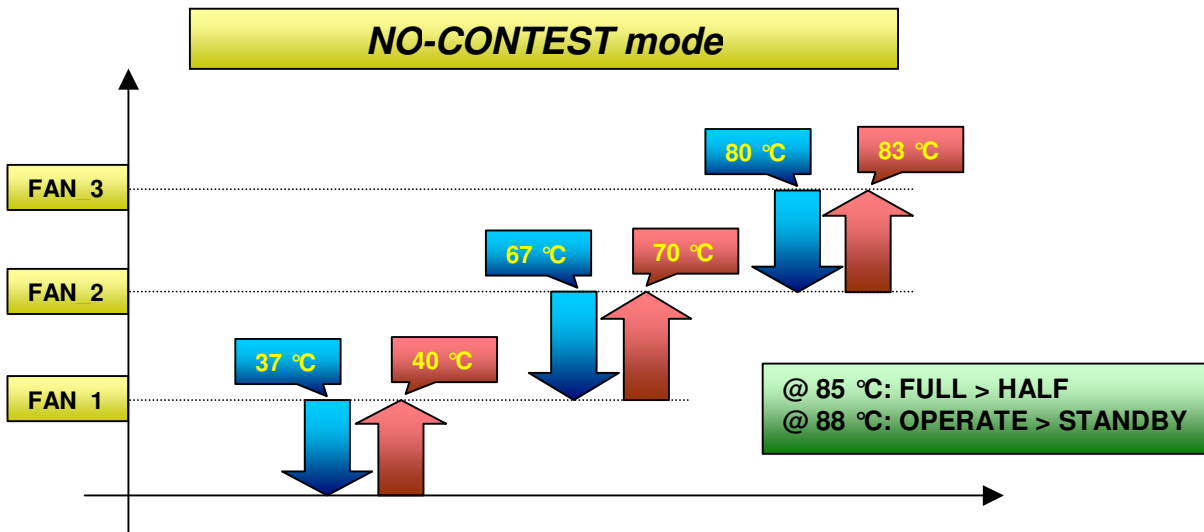 NO-CONTEST mode
80 °C
83 °C
FAN_3
67 °C
70 °C
FAN_2
37 °C
40 °C
FAN_1
@ 85 °C: FULL > HALF
@ 88 °C: OPERATE > STANDBY